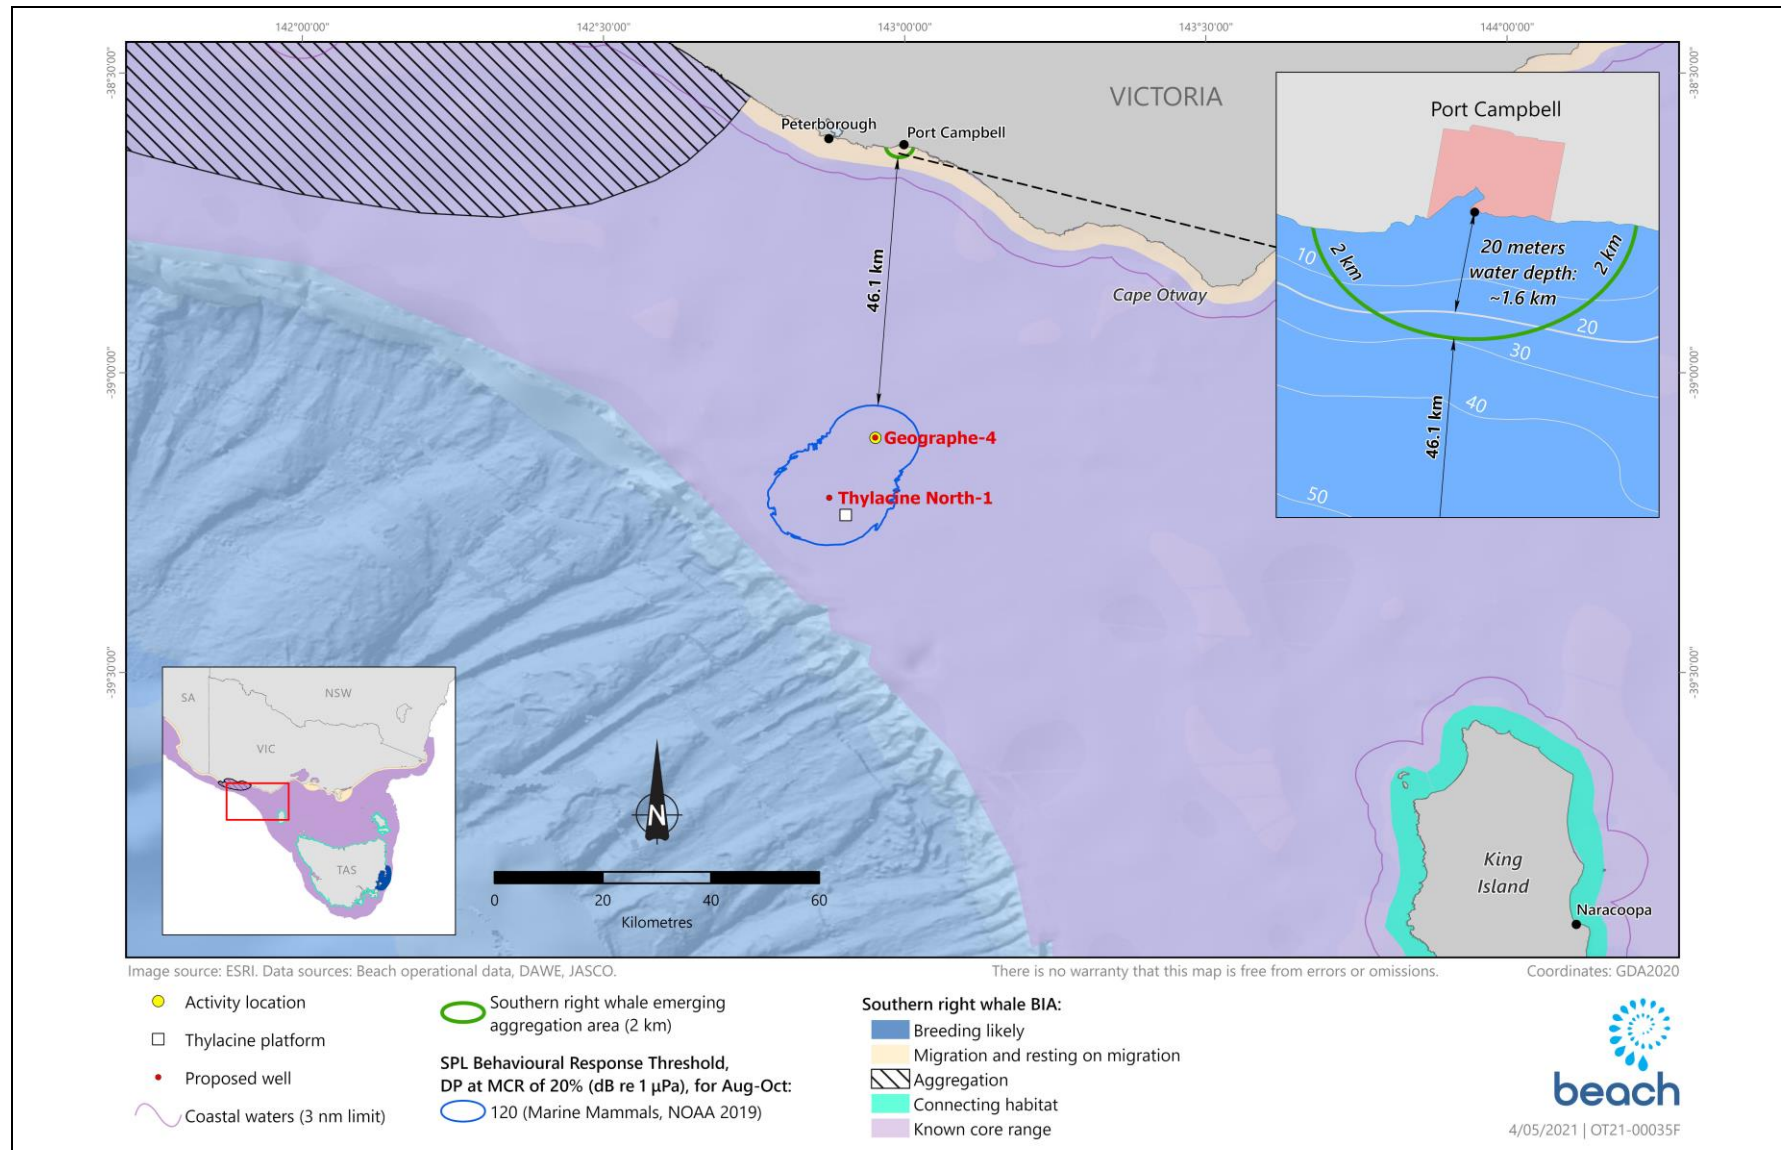 142°00'00"
142°30'00"
143°00'00"
143°30'00"
144°00'00"
-38°30'00"
-38°30'00"
-39°00'00"
-39°00'00"
-39°30'00"
-39°30'00"
VICTORIA
Peterborough
Port Campbell
Cape Otway
46.1 km
Geographe-4
Thylacine North-1
Port Campbell
2 km
2 km
20 meters
water depth:
~1.6 km
10
20
30
40
50
46.1 km
SA
NSW
VIC
TAS
N
0
20
40
60
Kilometres
King
Island
Naracoopa
Image source: ESRI. Data sources: Beach operational data, DAWE, JASCO.
There is no warranty that this map is free from errors or omissions.
Coordinates: GDA2020
Activity location
Thylacine platform
Proposed well
Coastal waters (3 nm limit)
Southern right whale emerging
aggregation area (2 km)
SPL Behavioural Response Threshold,
DP at MCR of 20% (dB re 1 µPa), for Aug-Oct:
120 (Marine Mammals, NOAA 2019)
Southern right whale BIA:
Breeding likely
Migration and resting on migration
Aggregation
Connecting habitat
Known core range
beach
4/05/2021 | OT21-00035F